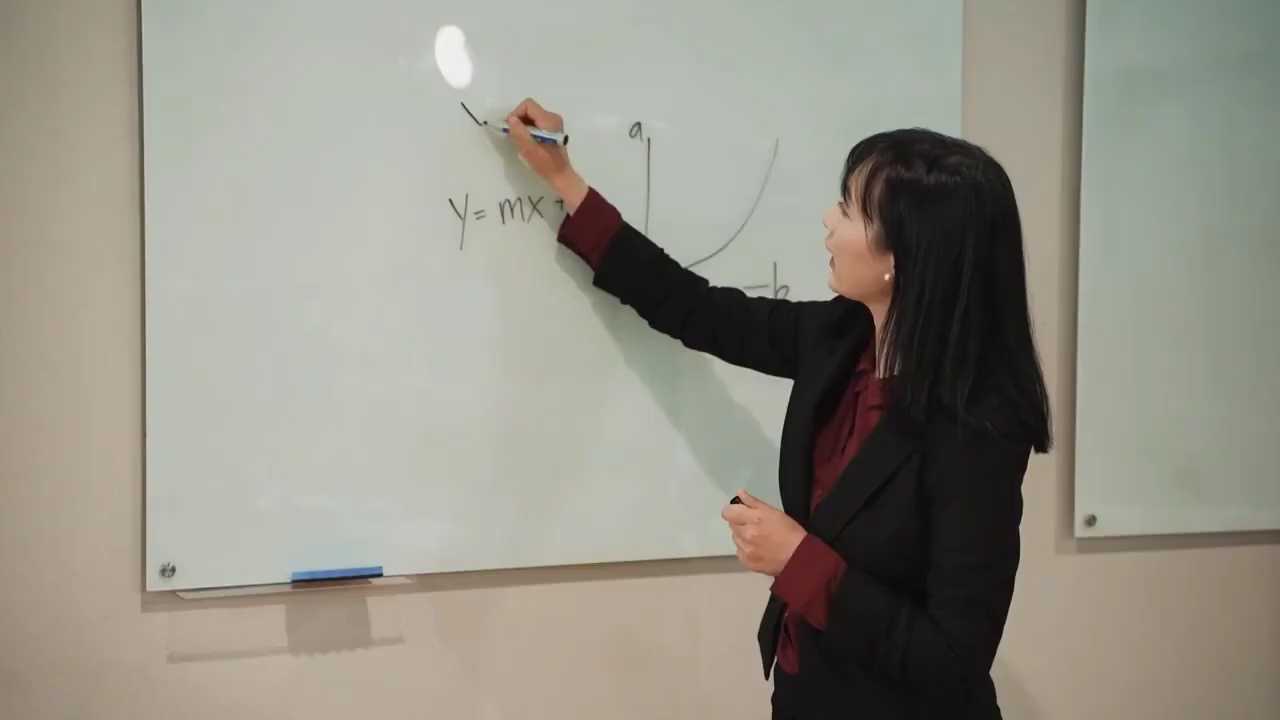 a
y = mx +
-b